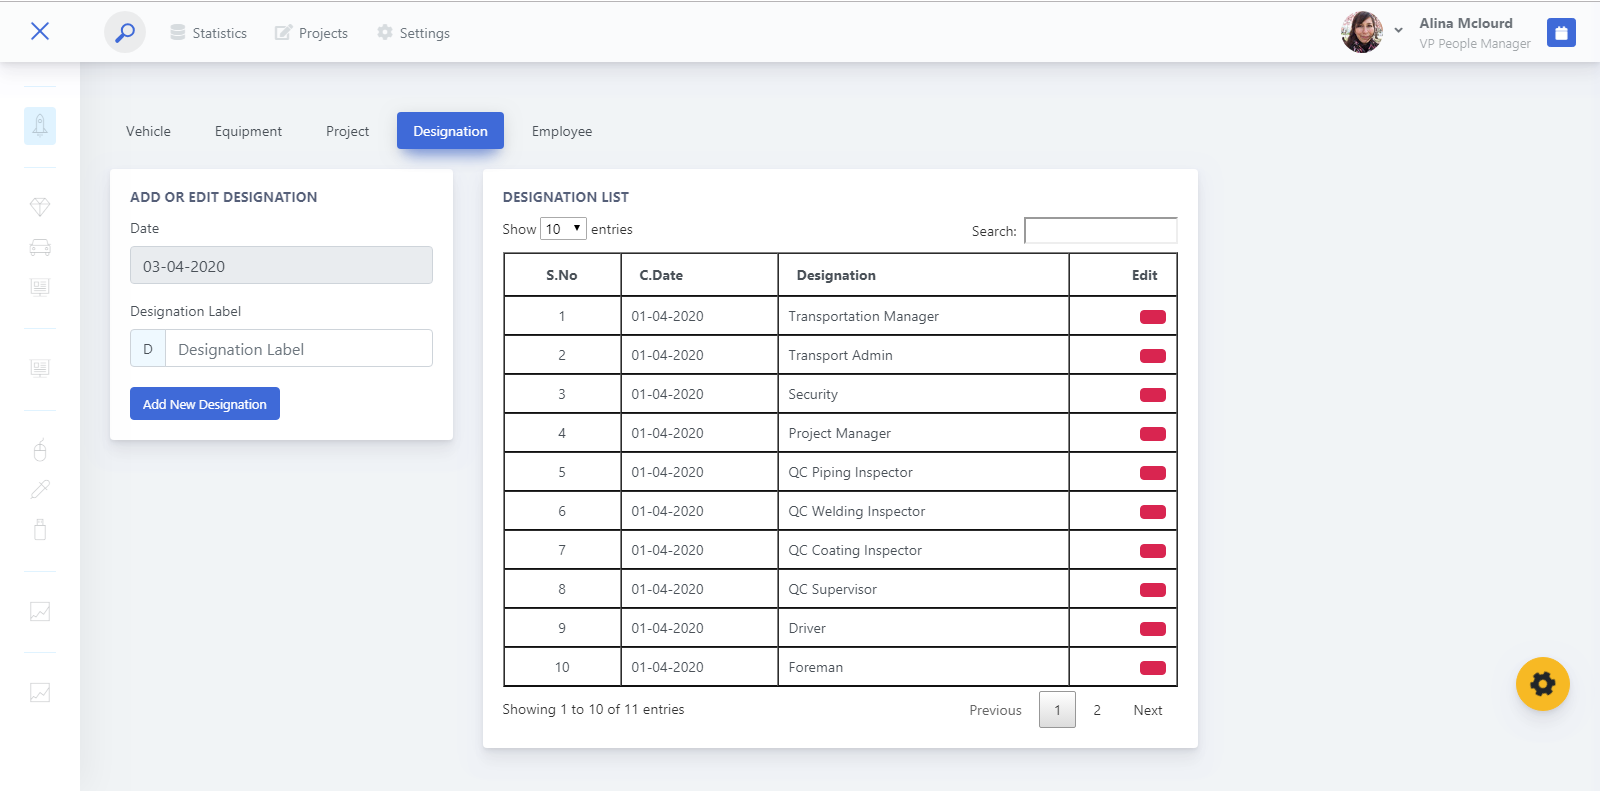 Statistics Projects Settings Alina Mclourd
VP People Manager
Vehicle Equipment Project Designation Employee
ADD OR EDIT DESIGNATION
Date
03-04-2020
Designation Label
D Designation Label
Add New Designation
DESIGNATION LIST
Show 10 entries Search:
S.No C.Date Designation Edit
1 01-04-2020 Transportation Manager
2 01-04-2020 Transport Admin
3 01-04-2020 Security
4 01-04-2020 Project Manager
5 01-04-2020 QC Piping Inspector
6 01-04-2020 QC Welding Inspector
7 01-04-2020 QC Coating Inspector
8 01-04-2020 QC Supervisor
9 01-04-2020 Driver
10 01-04-2020 Foreman
Showing 1 to 10 of 11 entries Previous 1 2 Next